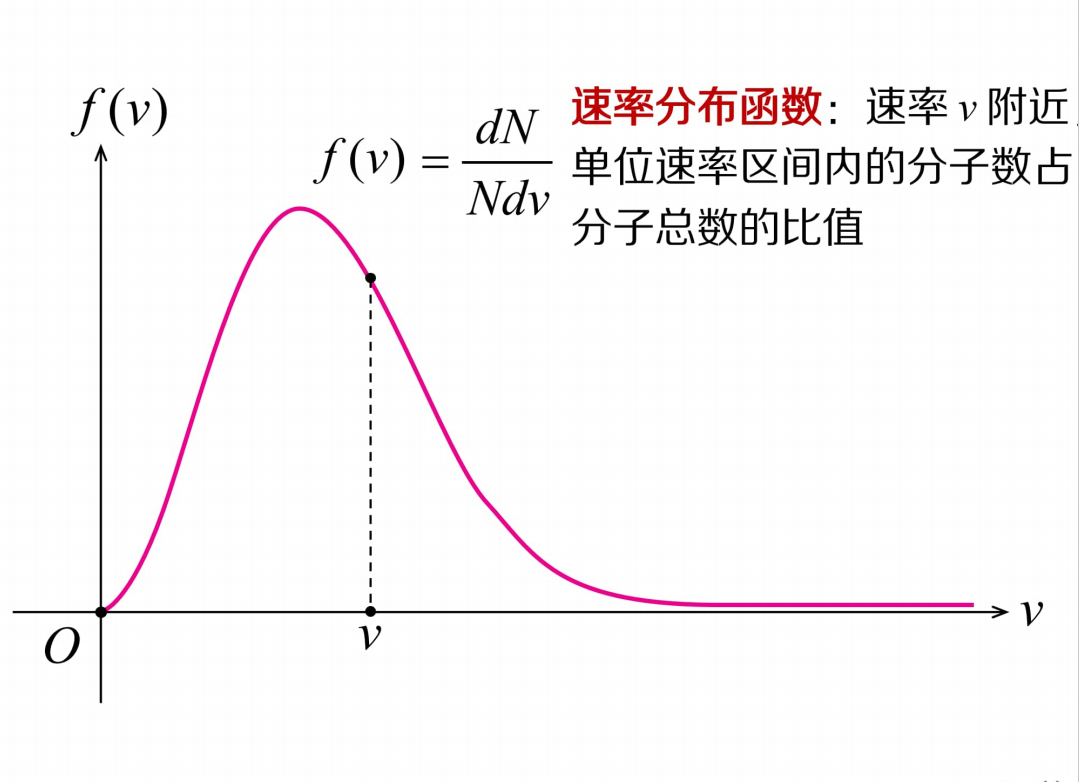 f(v)
f(v) = dN/Ndv
速率分布函数：速率 v 附近，
单位速率区间内的分子数占
分子总数的比值
O
v
v